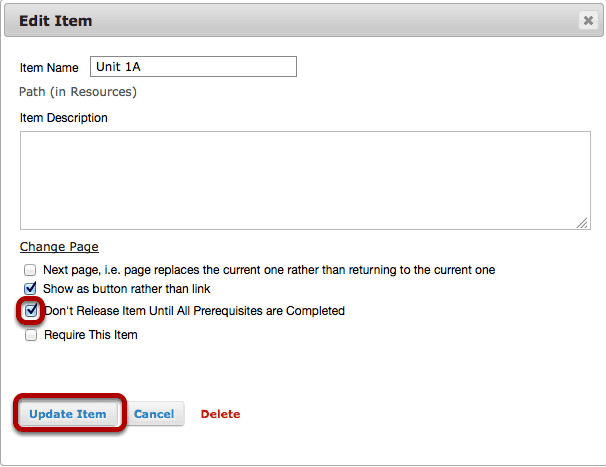 Edit Item
Item Name Unit 1A
Path (in Resources)
Item Description
Change Page
Next page, i.e. page replaces the current one rather than returning to the current one
Show as button rather than link
Don't Release Item Until All Prerequisites are Completed
Require This Item
Update Item Cancel Delete